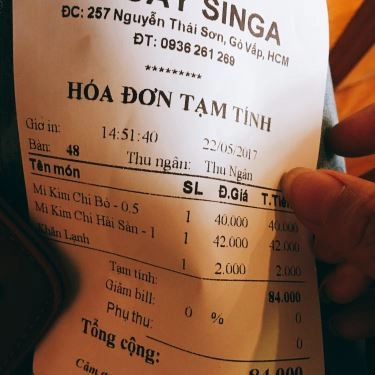 CAY SINGA
ĐC: 257 Nguyễn Thái Sơn, Gò Vấp, HCM
ĐT: 0936 261 269
*********
HÓA ĐƠN TẠM TÍNH
Giờ in: 14:51:40 22/05/2017
Bàn: 48 Thu ngân: Thu Ngân
Tên món SL Đ.Giá T.Tiền
Mì Kim Chi Bò - 0.5 1 40.000 40.000
Mì Kim Chi Hải Sản - 1 1 42.000 42.000
Khăn Lạnh 1 2.000 2.000
Tạm tính: 84.000
Giảm bill: 0 % 0
Phụ thu: 0
Tổng cộng: 84.000
Cảm